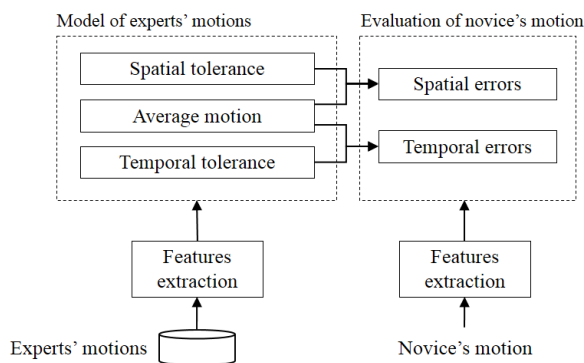 Model of experts' motions
Evaluation of novice's motion
Spatial tolerance
Spatial errors
Average motion
Temporal errors
Temporal tolerance
Features
extraction
Features
extraction
Experts' motions
Novice's motion